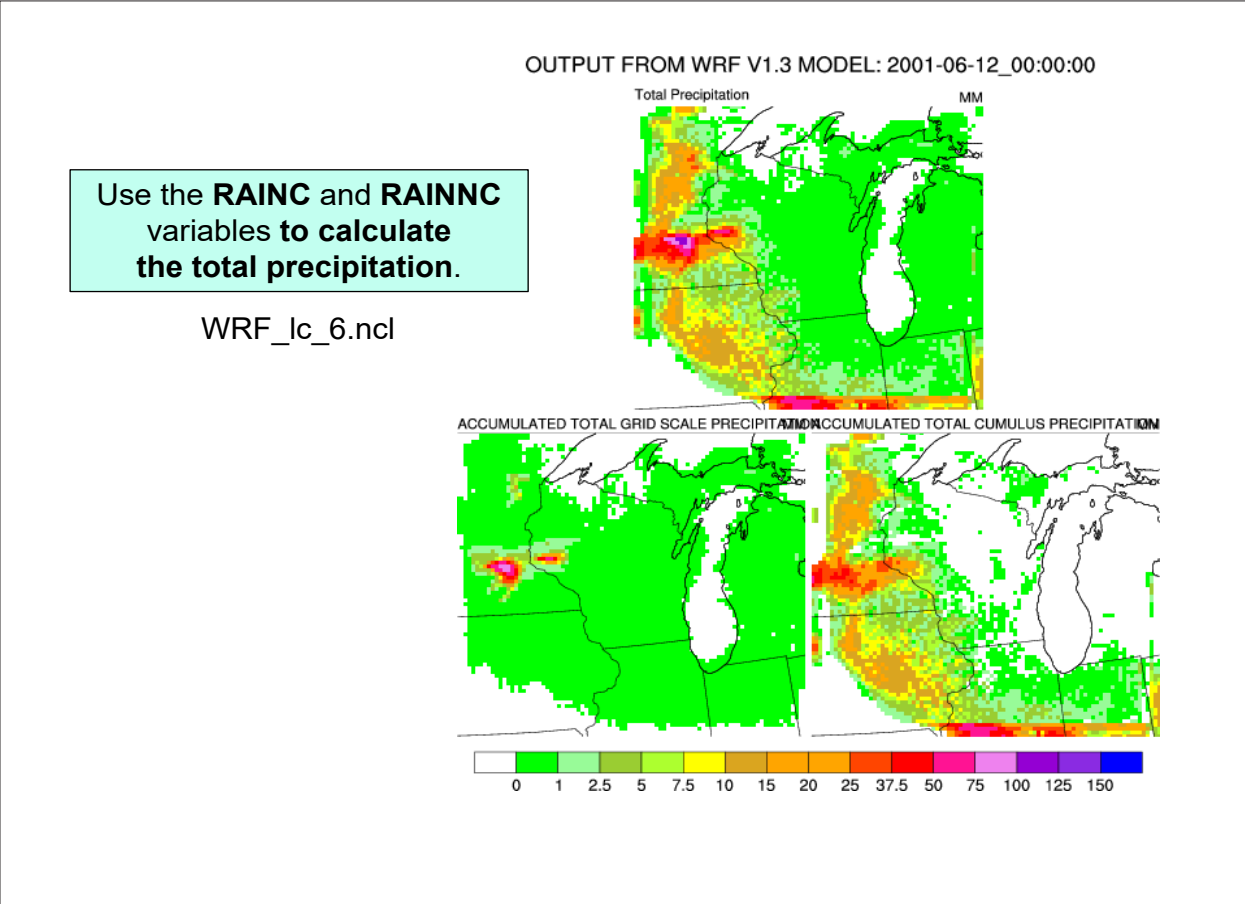 OUTPUT FROM WRF V1.3 MODEL: 2001-06-12_00:00:00
Total Precipitation MM
Use the RAINC and RAINNC
variables to calculate
the total precipitation.
WRF_lc_6.ncl
ACCUMULATED TOTAL GRID SCALE PRECIPITATION MM ACCUMULATED TOTAL CUMULUS PRECIPITATION MM
0 1 2.5 5 7.5 10 15 20 25 37.5 50 75 100 125 150